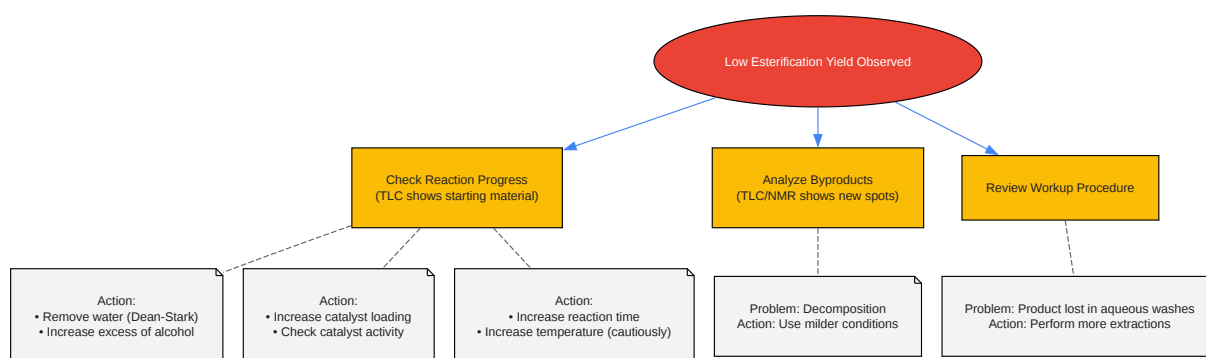 Low Esterification Yield Observed
Check Reaction Progress
(TLC shows starting material)
Analyze Byproducts
(TLC/NMR shows new spots)
Review Workup Procedure
Action:
• Remove water (Dean-Stark)
• Increase excess of alcohol
Action:
• Increase catalyst loading
• Check catalyst activity
Action:
• Increase reaction time
• Increase temperature (cautiously)
Problem: Decomposition
Action: Use milder conditions
Problem: Product lost in aqueous washes
Action: Perform more extractions